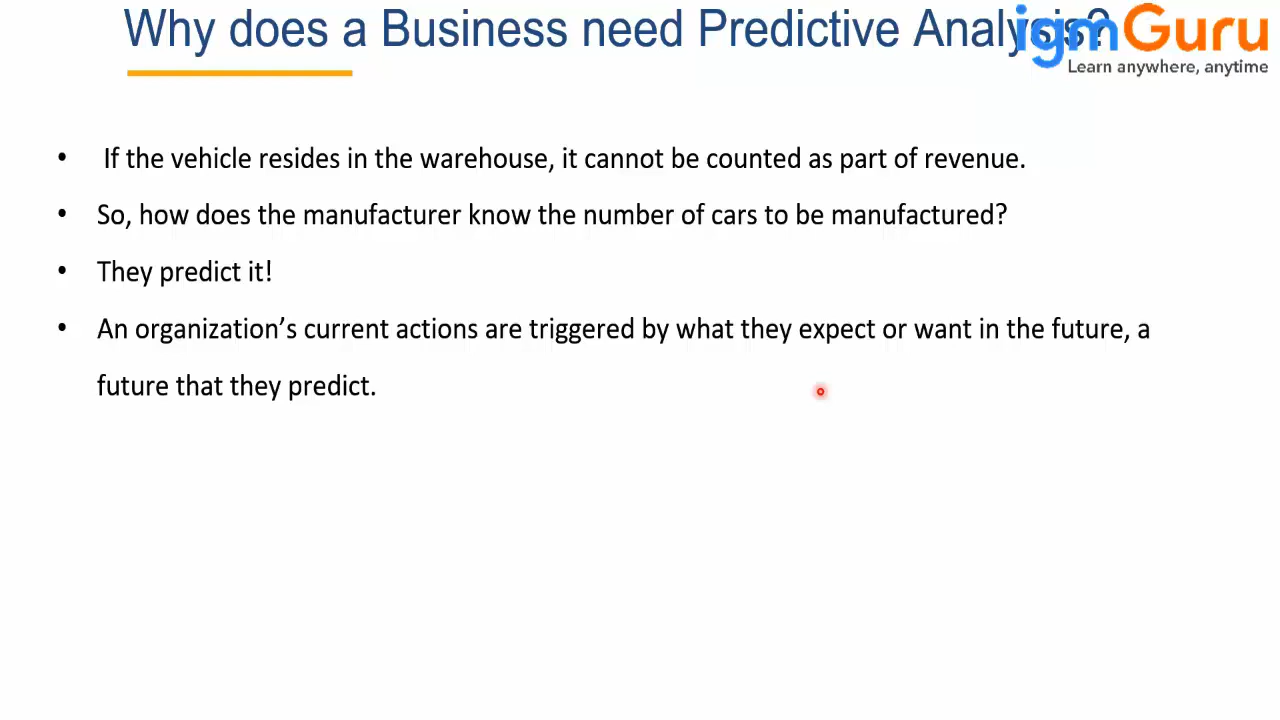 Why does a Business need Predictive Analysis?
igmGuru
Learn anywhere, anytime
• If the vehicle resides in the warehouse, it cannot be counted as part of revenue.
• So, how does the manufacturer know the number of cars to be manufactured?
• They predict it!
• An organization’s current actions are triggered by what they expect or want in the future, a
future that they predict.